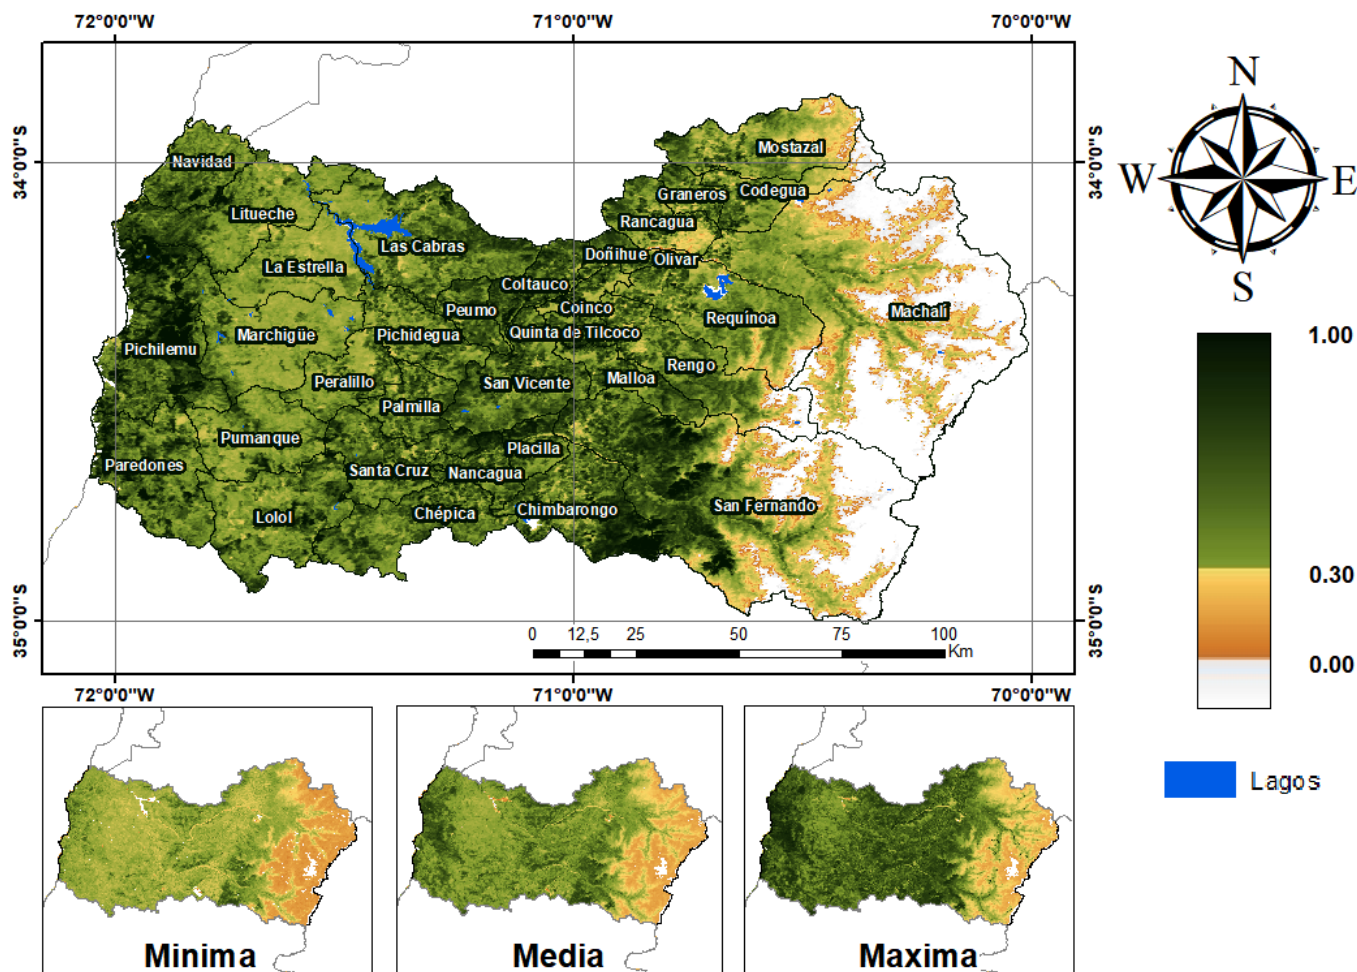 72°0'0"W 71°0'0"W 70°0'0"W
N
W E
S
34°0'0"S 34°0'0"S
Mostazal
Navidad
Graneros Codegua
Litueche
Rancagua
Las Cabras
Doñihue Olivar
La Estrella
Coltauco
Peumo Coinco
Requínoa Machalí
Marchigüe Pichidegua Quinta de Tilcoco
Pichilemu
Rengo
Peralillo San Vicente Malloa
Palmilla
Pumanque
Placilla
Paredones Santa Cruz Nancagua
San Fernando
Lolol Chépica Chimbarongo
35°0'0"S 35°0'0"S
0 12,5 25 50 75 100
Km
72°0'0"W 71°0'0"W 70°0'0"W
1.00
0.30
0.00
Lagos
Minima Media Maxima